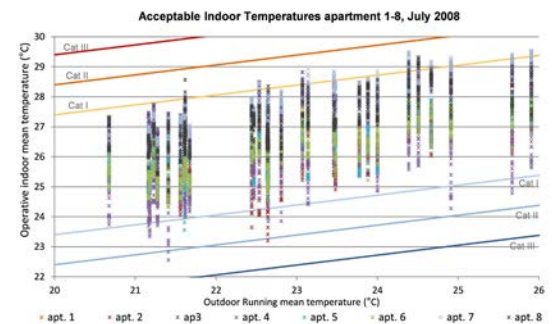 Acceptable Indoor Temperatures apartment 1-8, July 2008
Operative indoor mean temperature (°C)
30
29
28
27
26
25
24
23
22
Cat III
Cat II
Cat I
Cat I
Cat II
Cat III
20 21 22 23 24 25 26
Outdoor Running mean temperature (°C)
apt. 1 apt. 2 ap3 apt. 4 apt. 5 apt. 6 apt. 7 apt. 8